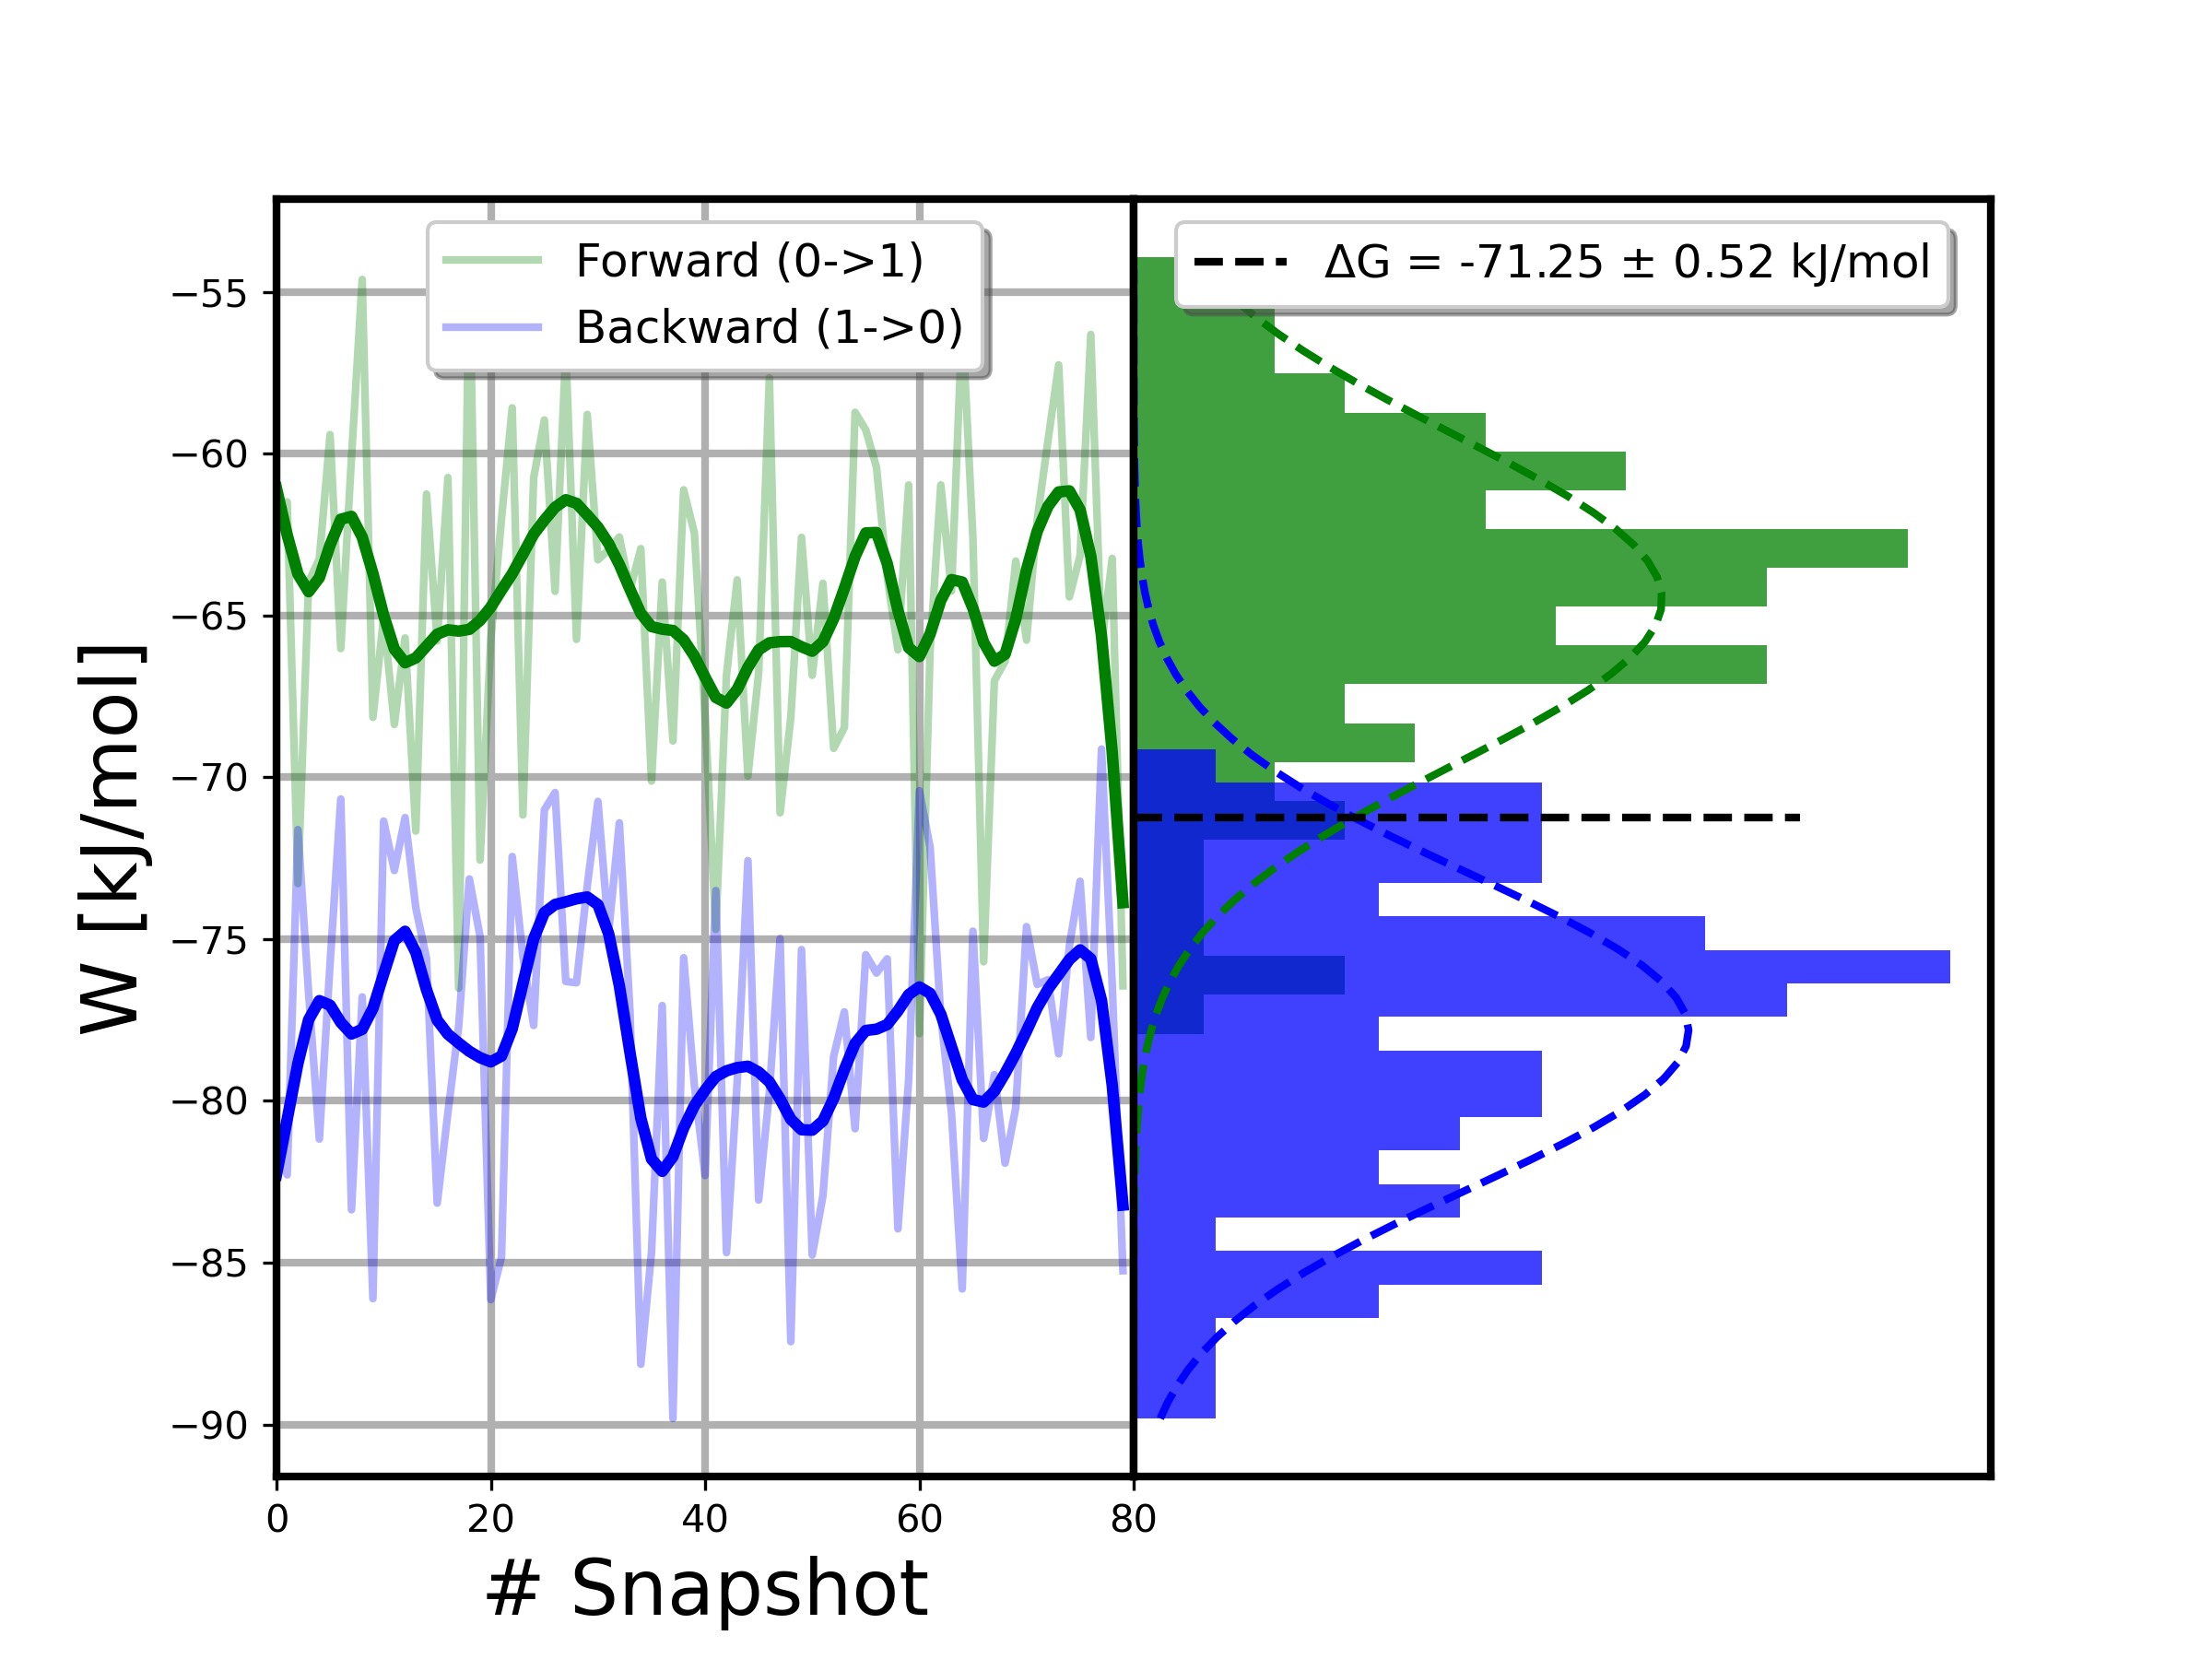 Forward (0->1)
Backward (1->0)
ΔG = -71.25 ± 0.52 kJ/mol
−55
−60
−65
−70
−75
−80
−85
−90
W [kJ/mol]
0 20 40 60 80
# Snapshot